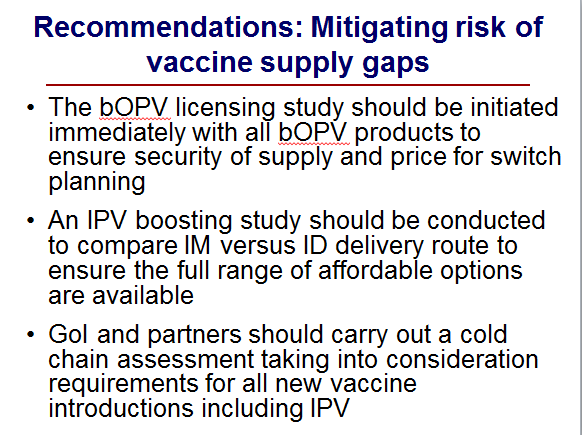 Recommendations: Mitigating risk of
vaccine supply gaps
• The bOPV licensing study should be initiated
immediately with all bOPV products to
ensure security of supply and price for switch
planning
• An IPV boosting study should be conducted
to compare IM versus ID delivery route to
ensure the full range of affordable options
are available
• GoI and partners should carry out a cold
chain assessment taking into consideration
requirements for all new vaccine
introductions including IPV